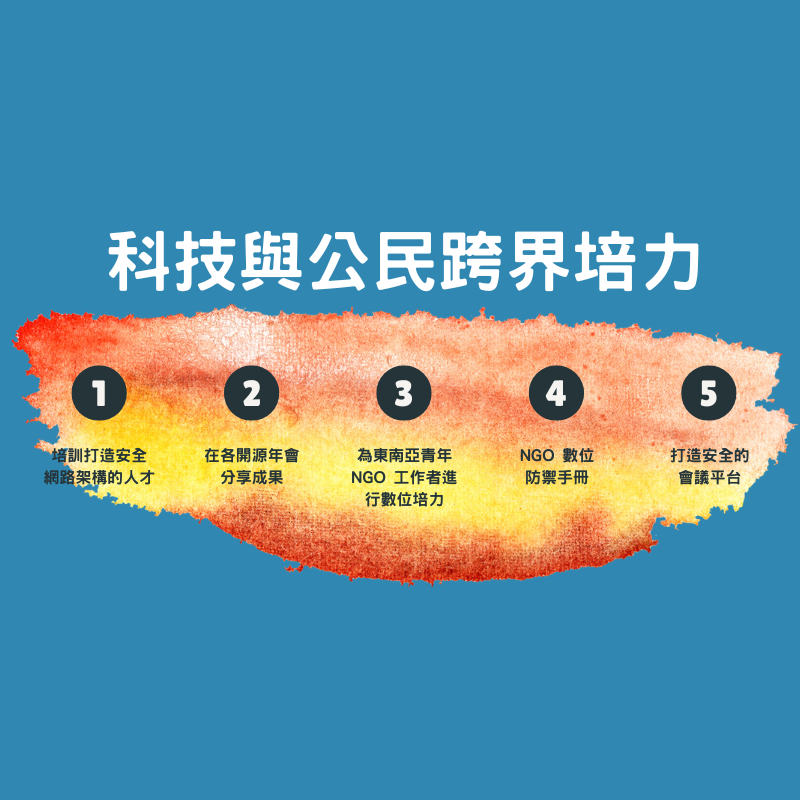 科技與公民跨界培力
1
培訓打造安全
網路架構的人才
2
在各開源年會
分享成果
3
為東南亞青年
NGO 工作者進
行數位培力
4
NGO 數位
防禦手冊
5
打造安全的
會議平台